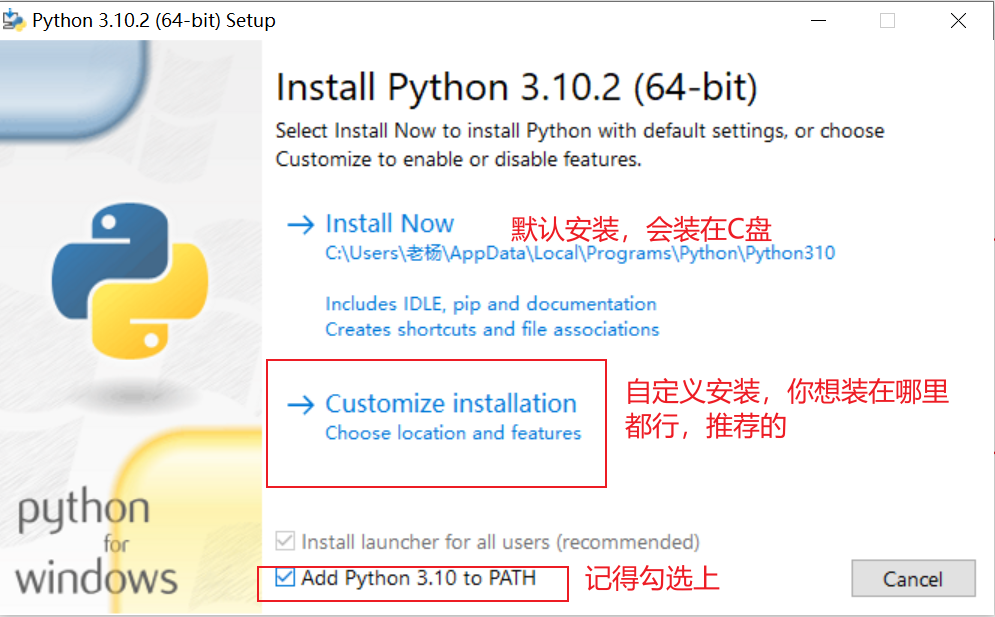 Python 3.10.2 (64-bit) Setup
Install Python 3.10.2 (64-bit)
Select Install Now to install Python with default settings, or choose
Customize to enable or disable features.
Install Now
默认安装，会装在C盘
C:\Users\老杨\AppData\Local\Programs\Python\Python310
Includes IDLE, pip and documentation
Creates shortcuts and file associations
Customize installation
Choose location and features
自定义安装，你想装在哪里
都行，推荐的
python
for
windows
Install launcher for all users (recommended)
Add Python 3.10 to PATH
记得勾选上
Cancel